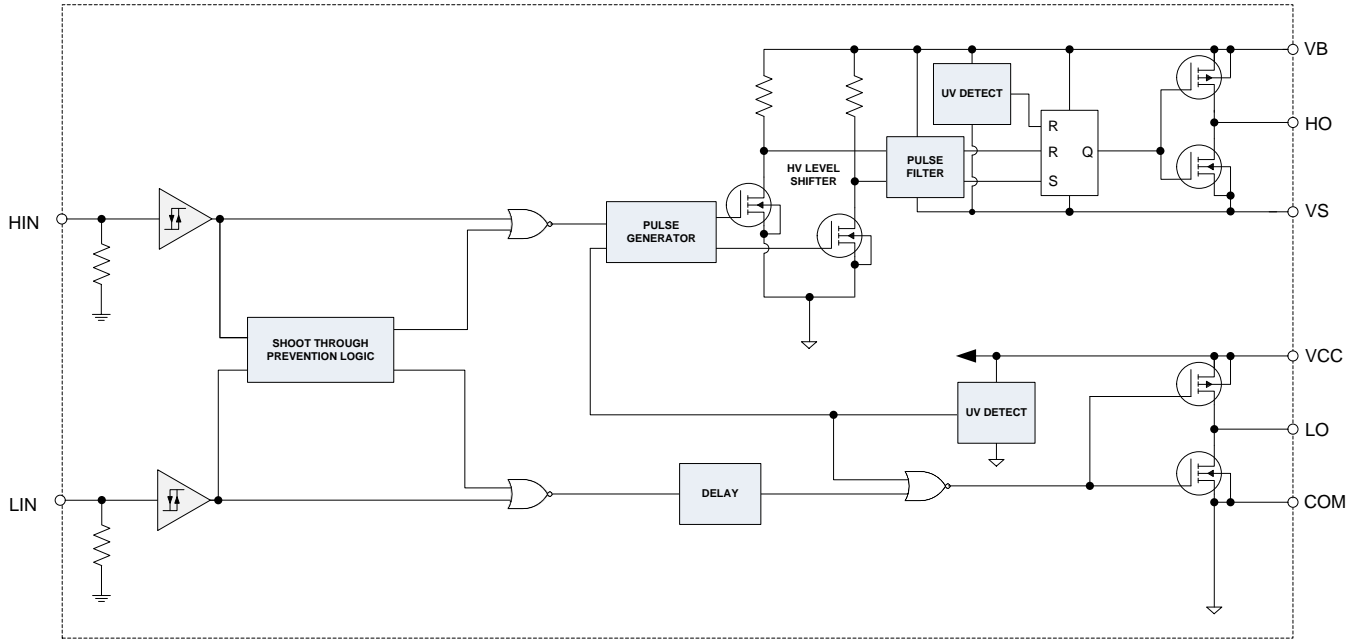 VB
UV DETECT
R
HO
R
Q
PULSE
FILTER
HV LEVEL
SHIFTER
S
VS
HIN
PULSE
GENERATOR
SHOOT THROUGH
PREVENTION LOGIC
VCC
UV DETECT
LO
DELAY
LIN
COM